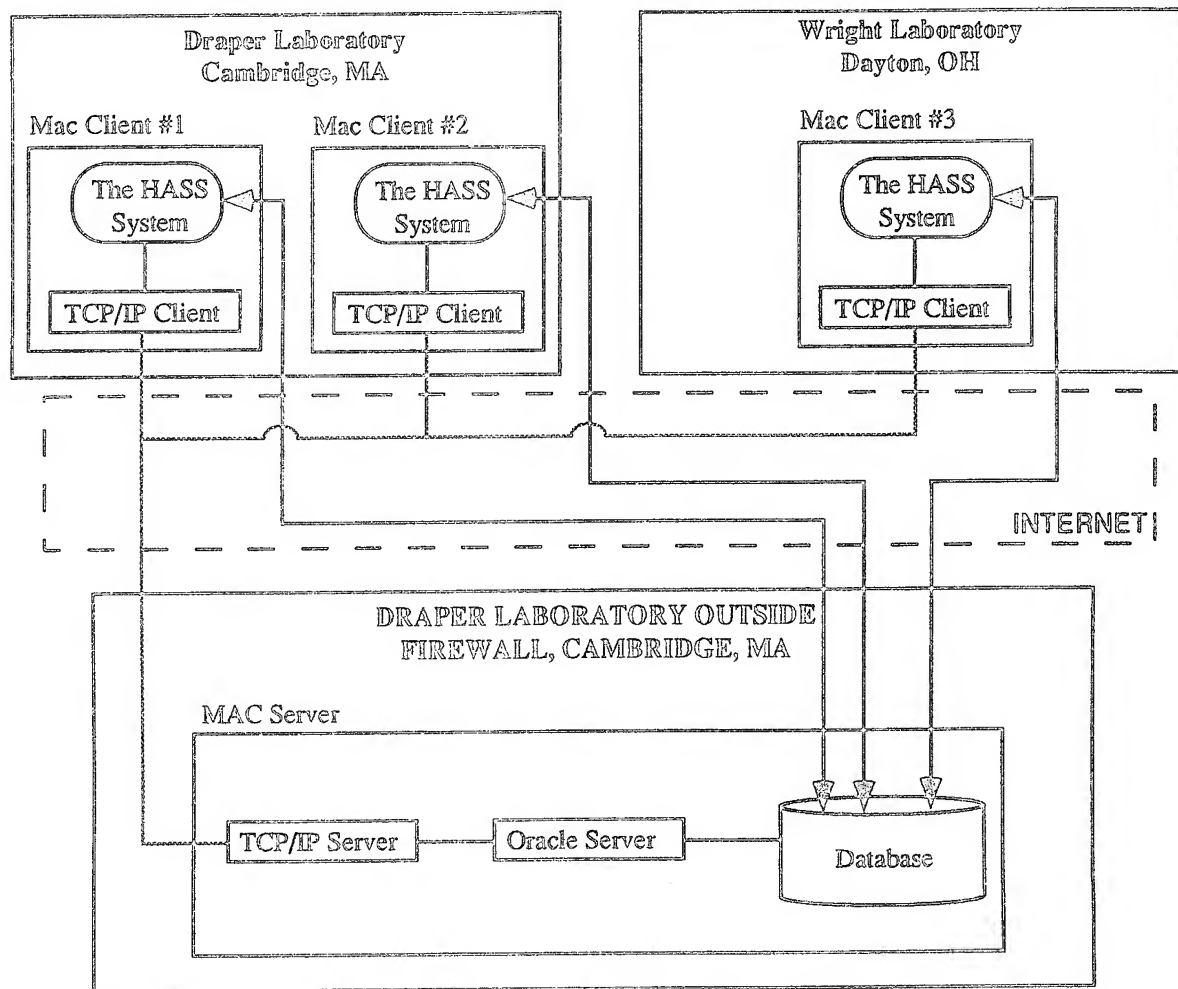 Draper Laboratory
Cambridge, MA
Wright Laboratory
Dayton, OH
Mac Client #1
Mac Client #2
Mac Client #3
The HASS
System
The HASS
System
The HASS
System
TCP/IP Client
TCP/IP Client
TCP/IP Client
INTERNET
DRAPER LABORATORY OUTSIDE
FIREWALL, CAMBRIDGE, MA
MAC Server
TCP/IP Server
Oracle Server
Database